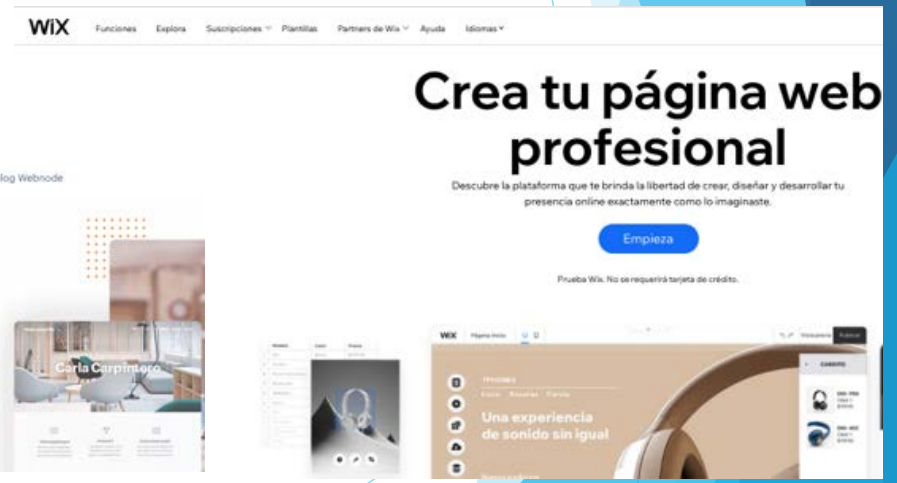 WiX Funciones Explora Suscripciones Plantillas Partners de Wix Ayuda Idiomas
Crea tu página web
profesional
Descubre la plataforma que te brinda la libertad de crear, diseñar y desarrollar tu
presencia online exactamente como lo imaginaste.
Empieza
Prueba Wix. No se requerirá tarjeta de crédito.
log Webnode
Carla Carpintero
WiX Página: Inicio
CARRITO
Una experiencia
de sonido sin igual